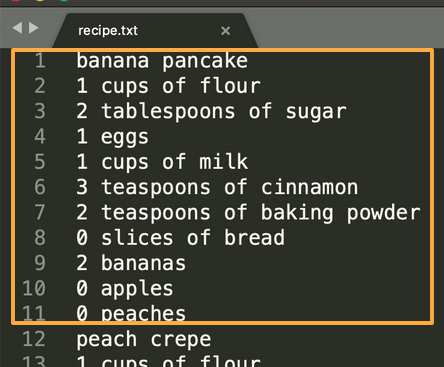 recipe.txt ×
1 banana pancake
2 1 cups of flour
3 2 tablespoons of sugar
4 1 eggs
5 1 cups of milk
6 3 teaspoons of cinnamon
7 2 teaspoons of baking powder
8 0 slices of bread
9 2 bananas
10 0 apples
11 0 peaches
12 peach crepe
13 1 cups of flour